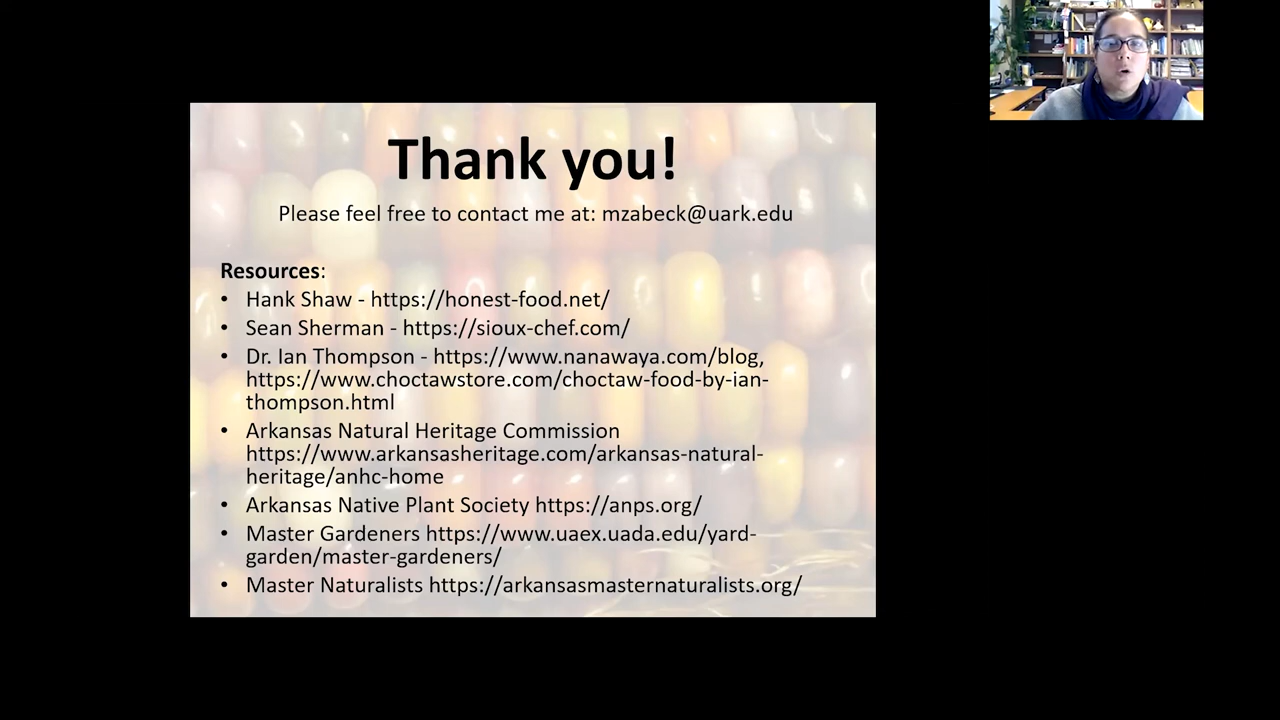 Thank you!
Please feel free to contact me at: mzabeck@uark.edu
Resources:
• Hank Shaw - https://honest-food.net/
• Sean Sherman - https://sioux-chef.com/
• Dr. Ian Thompson - https://www.nanawaya.com/blog,
https://www.choctawstore.com/choctaw-food-by-ian-
thompson.html
• Arkansas Natural Heritage Commission
https://www.arkansasheritage.com/arkansas-natural-
heritage/anhc-home
• Arkansas Native Plant Society https://anps.org/
• Master Gardeners https://www.uaex.uada.edu/yard-
garden/master-gardeners/
• Master Naturalists https://arkansasmasternaturalists.org/